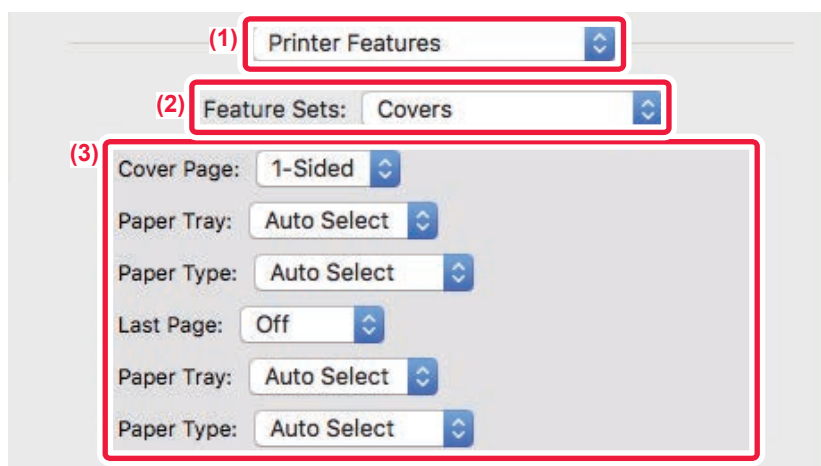 (1) Printer Features
(2) Feature Sets: Covers
(3)
Cover Page: 1-Sided
Paper Tray: Auto Select
Paper Type: Auto Select
Last Page: Off
Paper Tray: Auto Select
Paper Type: Auto Select